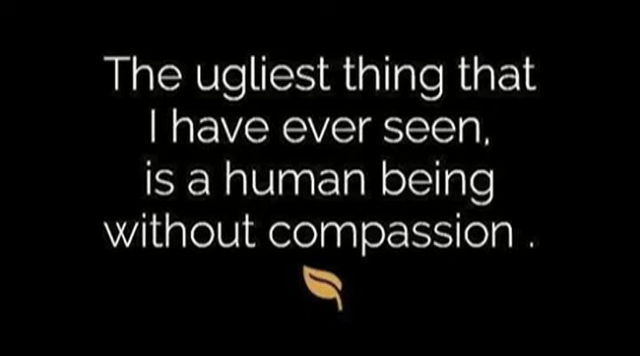 The ugliest thing that
I have ever seen,
is a human being
without compassion .